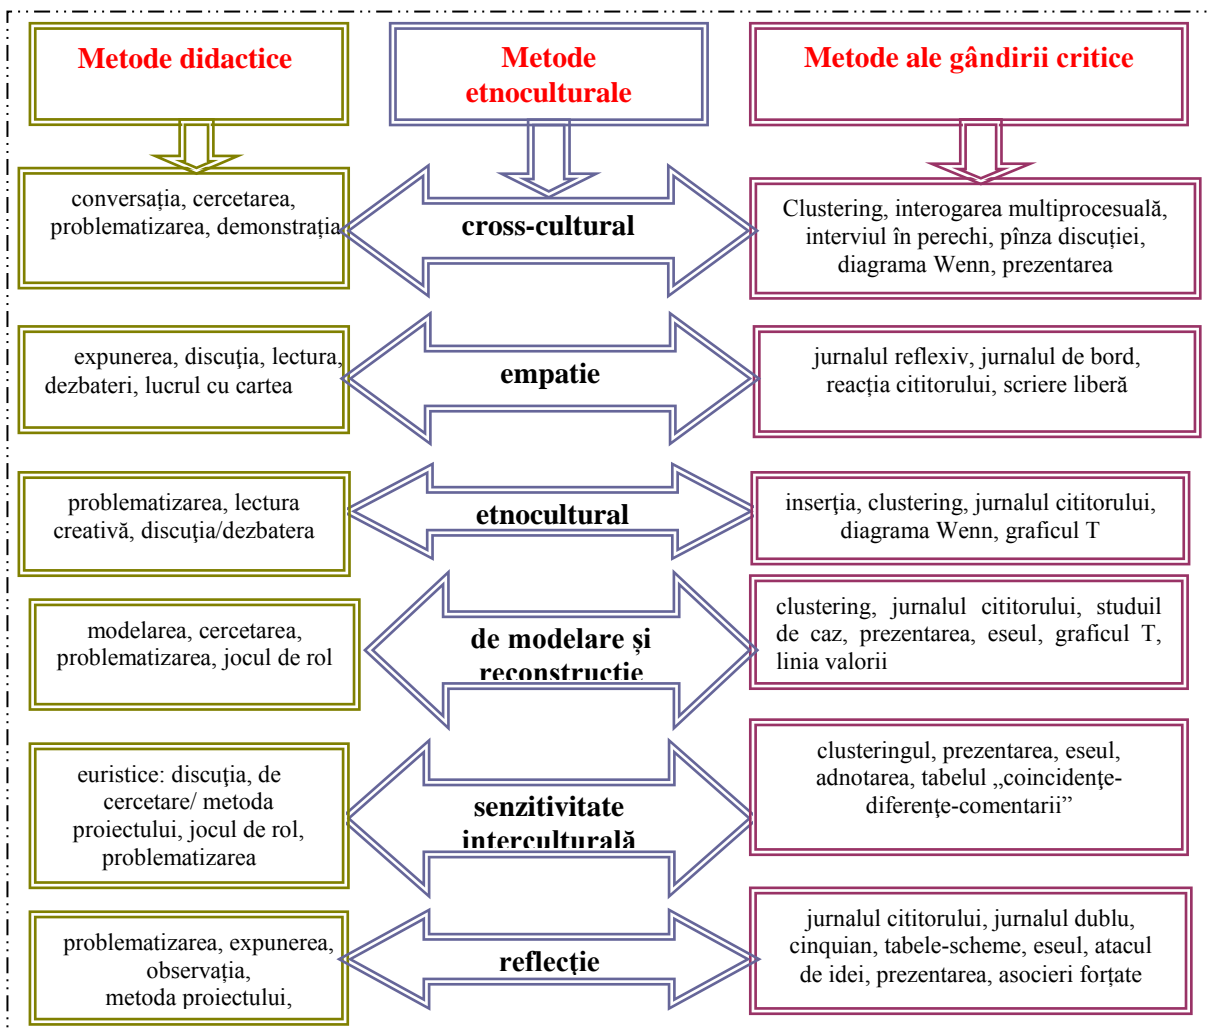 Metode didactice
Metode
etnoculturale
Metode ale gândirii critice
conversația, cercetarea,
problematizarea, demonstrația
cross-cultural
Clustering, interogarea multiprocesuală,
interviul în perechi, pînza discuției,
diagrama Wenn, prezentarea
expunerea, discuţia, lectura,
dezbateri, lucrul cu cartea
empatie
jurnalul reflexiv, jurnalul de bord,
reacția cititorului, scriere liberă
problematizarea, lectura
creativă, discuţia/dezbatera
etnocultural
inserţia, clustering, jurnalul cititorului,
diagrama Wenn, graficul T
modelarea, cercetarea,
problematizarea, jocul de rol
de modelare și
reconstrucție
clustering, jurnalul cititorului, studuil
de caz, prezentarea, eseul, graficul T,
linia valorii
euristice: discuţia, de
cercetare/ metoda
proiectului, jocul de rol,
problematizarea
senzitivitate
interculturală
clusteringul, prezentarea, eseul,
adnotarea, tabelul „coincidenţe-
diferenţe-comentarii”
problematizarea, expunerea,
observația,
metoda proiectului,
reflecție
jurnalul cititorului, jurnalul dublu,
cinquian, tabele-scheme, eseul, atacul
de idei, prezentarea, asocieri forțate